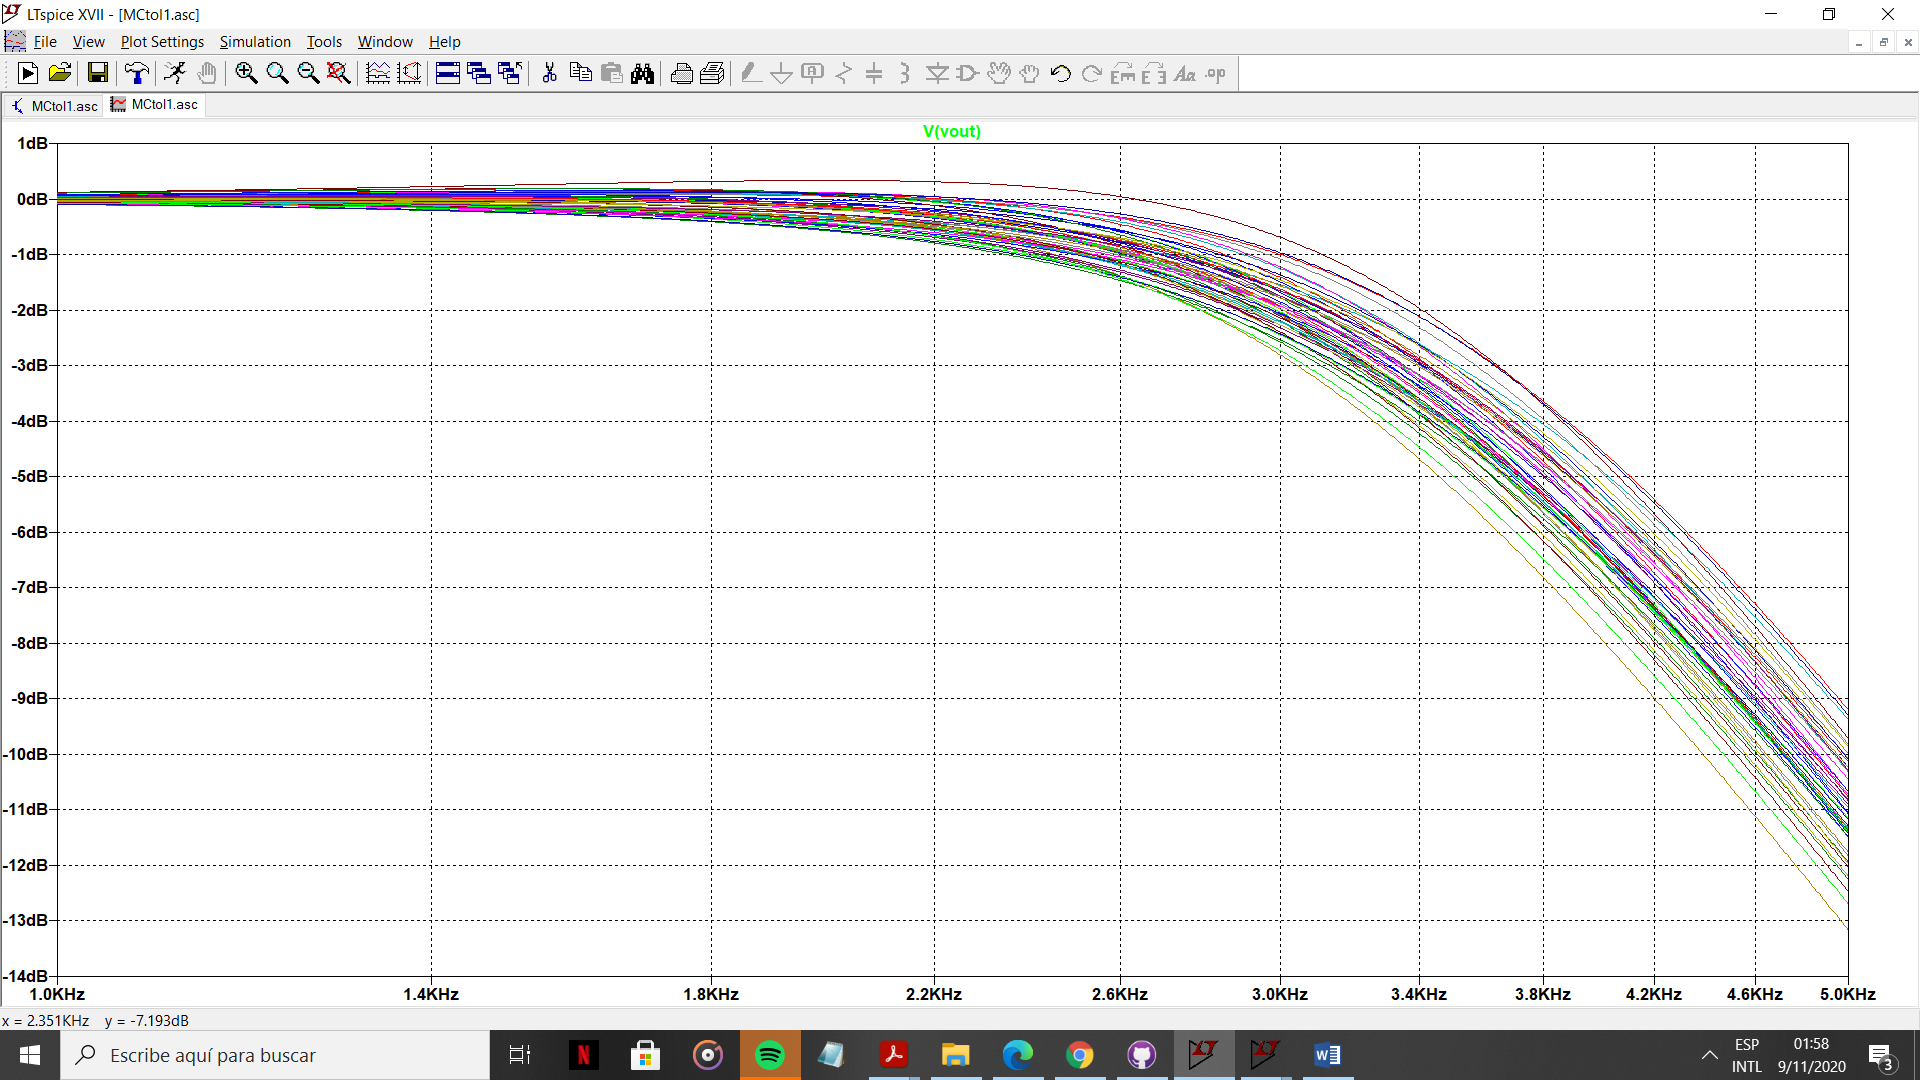 LTspice XVII - [MCtol1.asc]
File View Plot Settings Simulation Tools Window Help
.op
MCtol1.asc MCtol1.asc
V(vout)
1dB
0dB
-1dB
-2dB
-3dB
-4dB
-5dB
-6dB
-7dB
-8dB
-9dB
-10dB
-11dB
-12dB
-13dB
-14dB
1.0KHz 1.4KHz 1.8KHz 2.2KHz 2.6KHz 3.0KHz 3.4KHz 3.8KHz 4.2KHz 4.6KHz 5.0KHz
x = 2.351KHz y = -7.193dB
Escribe aquí para buscar
ESP 01:58
INTL 9/11/2020 3